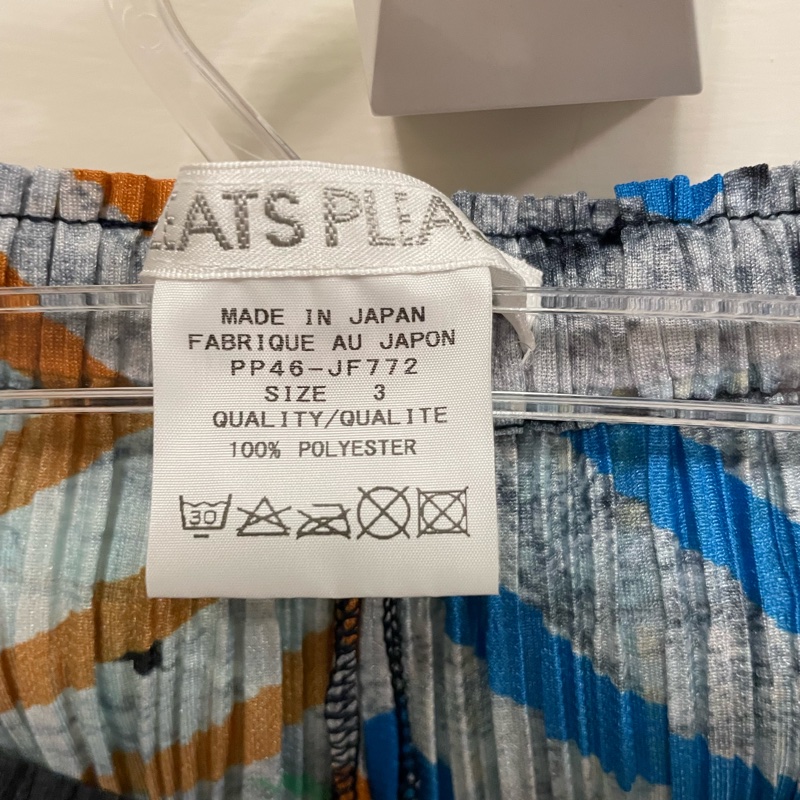 EATS PLEA
MADE IN JAPAN
FABRIQUE AU JAPON
PP46-JF772
SIZE 3
QUALITY/QUALITE
100% POLYESTER
30